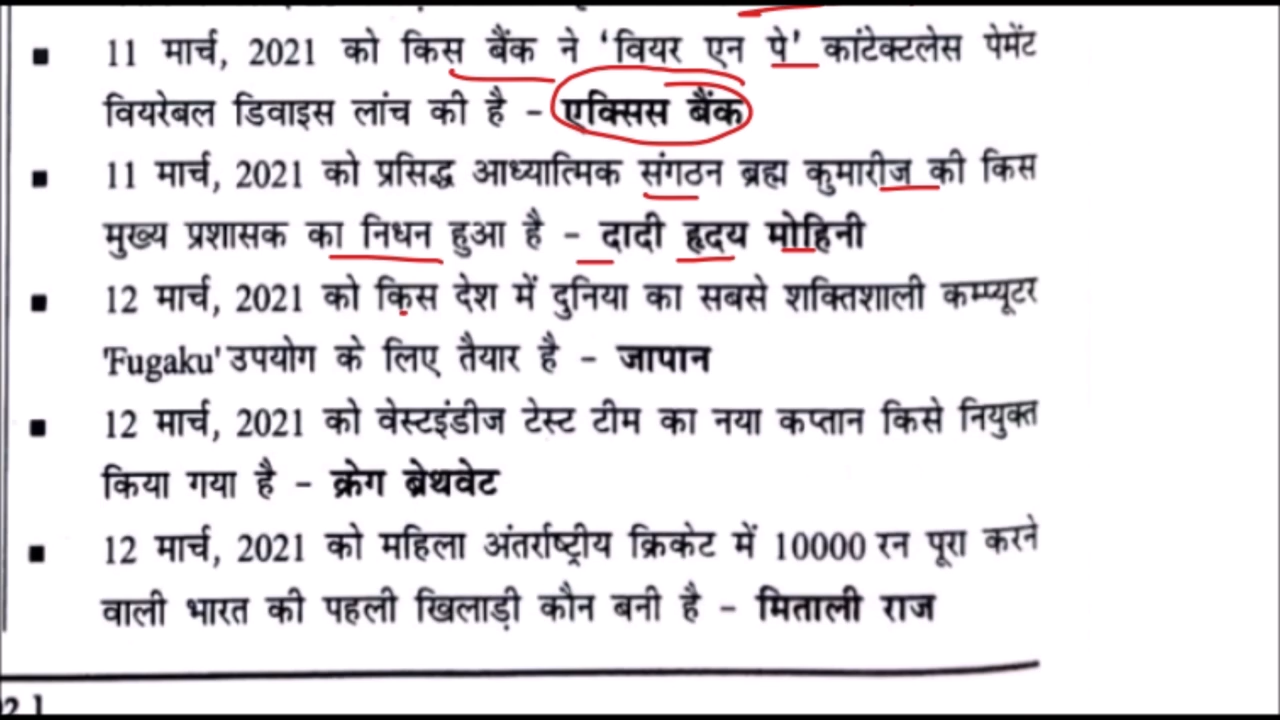 ■ 11 मार्च, 2021 को किस बैंक ने 'वियर एन पे' कांटेक्टलेस पेमेंट
वियरेबल डिवाइस लांच की है - एक्सिस बैंक
■ 11 मार्च, 2021 को प्रसिद्ध आध्यात्मिक संगठन ब्रह्म कुमारीज की किस
मुख्य प्रशासक का निधन हुआ है - दादी हृदय मोहिनी
■ 12 मार्च, 2021 को किस देश में दुनिया का सबसे शक्तिशाली कम्प्यूटर
'Fugaku' उपयोग के लिए तैयार है - जापान
■ 12 मार्च, 2021 को वेस्टइंडीज टेस्ट टीम का नया कप्तान किसे नियुक्त
किया गया है - क्रेग ब्रेथवेट
■ 12 मार्च, 2021 को महिला अंतर्राष्ट्रीय क्रिकेट में 10000 रन पूरा करने
वाली भारत की पहली खिलाड़ी कौन बनी है - मिताली राज